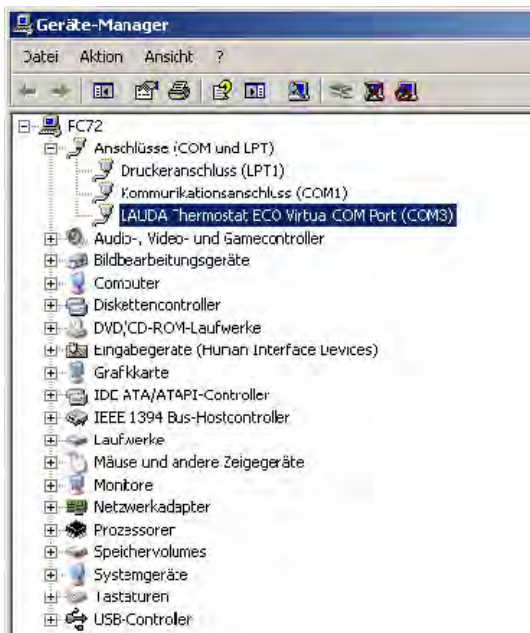 Geräte-Manager
Datei Aktion Ansicht ?
FC72
Anschlüsse (COM und LPT)
Druckeranschluss (LPT1)
Kommunikationsanschluss (COM1)
LAUDA Thermostat ECO Virtual COM Port (COM3)
Audio-, Video- und Gamecontroller
Bildbearbeitungsgeräte
Computer
Diskettencontroller
DVD/CD-ROM-Laufwerke
Eingabegeräte (Human Interface Devices)
Grafikkarte
IDE ATA/ATAPI-Controller
IEEE 1394 Bus-Hostcontroller
Laufwerke
Mäuse und andere Zeigegeräte
Monitore
Netzwerkadapter
Prozessoren
Speichervolumes
Systemgeräte
Tastaturen
USB-Controller